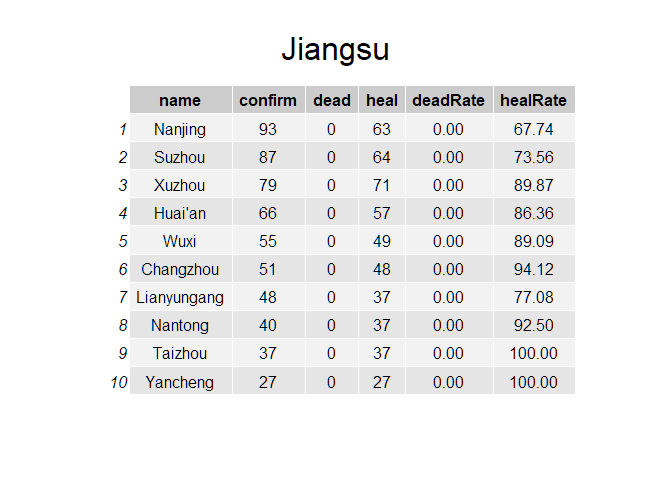 Jiangsu
name confirm dead heal deadRate healRate
1 Nanjing 93 0 63 0.00 67.74
2 Suzhou 87 0 64 0.00 73.56
3 Xuzhou 79 0 71 0.00 89.87
4 Huai'an 66 0 57 0.00 86.36
5 Wuxi 55 0 49 0.00 89.09
6 Changzhou 51 0 48 0.00 94.12
7 Lianyungang 48 0 37 0.00 77.08
8 Nantong 40 0 37 0.00 92.50
9 Taizhou 37 0 37 0.00 100.00
10 Yancheng 27 0 27 0.00 100.00